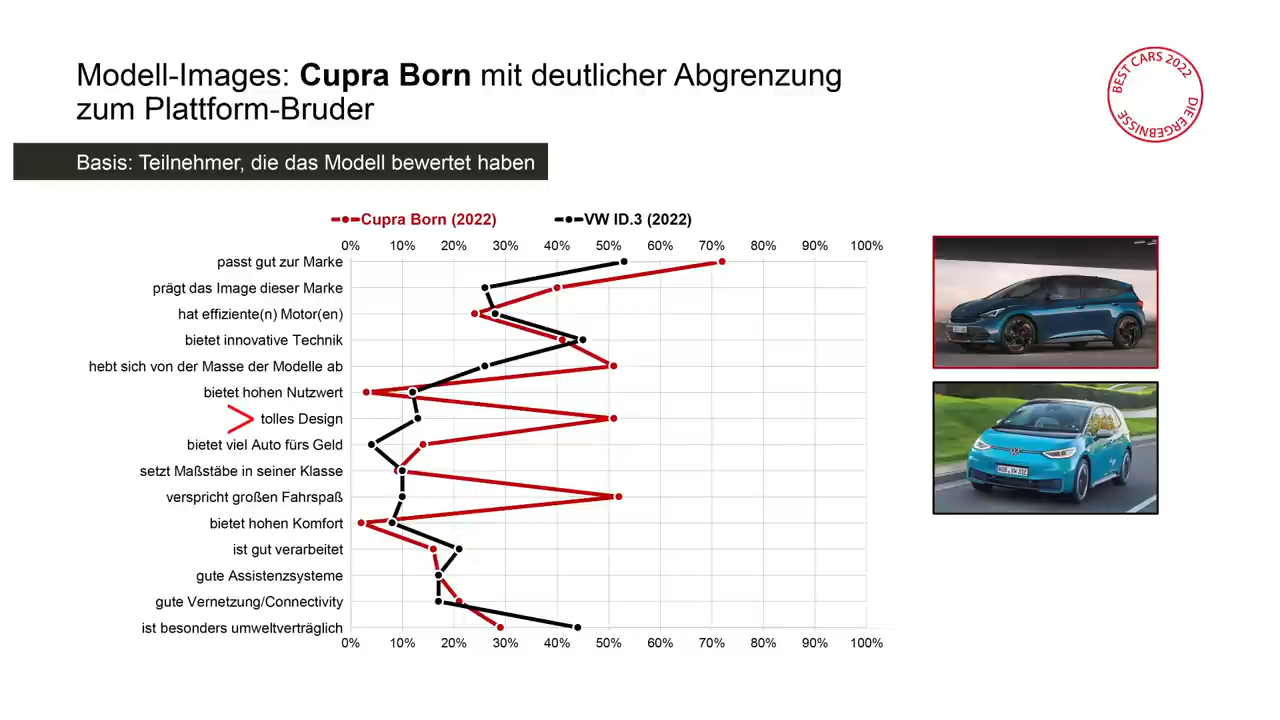 Modell-Images: Cupra Born mit deutlicher Abgrenzung
zum Plattform-Bruder
BEST CARS 2022
DIE ERGEBNISSE
Basis: Teilnehmer, die das Modell bewertet haben
Cupra Born (2022) VW ID.3 (2022)
0% 10% 20% 30% 40% 50% 60% 70% 80% 90% 100%
passt gut zur Marke
prägt das Image dieser Marke
hat effiziente(n) Motor(en)
bietet innovative Technik
hebt sich von der Masse der Modelle ab
bietet hohen Nutzwert
tolles Design
bietet viel Auto fürs Geld
setzt Maßstäbe in seiner Klasse
verspricht großen Fahrspaß
bietet hohen Komfort
ist gut verarbeitet
gute Assistenzsysteme
gute Vernetzung/Connectivity
ist besonders umweltverträglich
0% 10% 20% 30% 40% 50% 60% 70% 80% 90% 100%